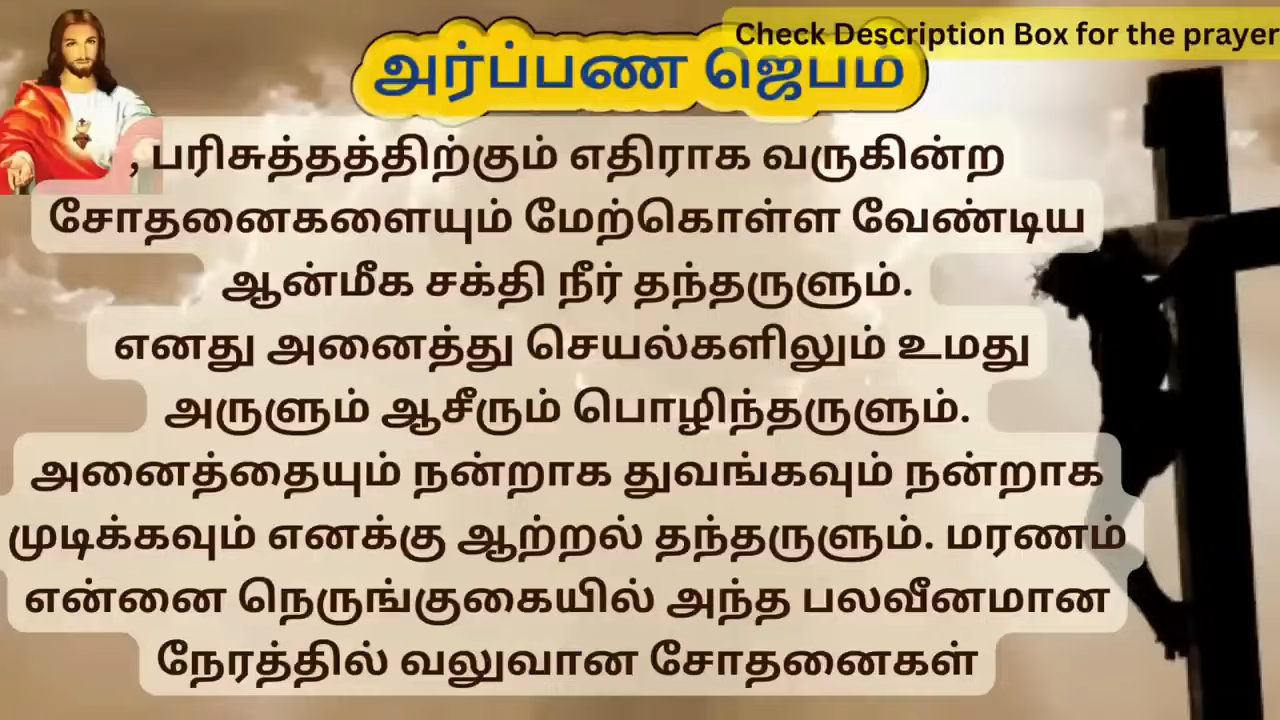 Check Description Box for the prayer
அர்ப்பண ஜெபம்
, பரிசுத்தத்திற்கும் எதிராக வருகின்ற
சோதனைகளையும் மேற்கொள்ள வேண்டிய
ஆன்மீக சக்தி நீர் தந்தருளும்.
எனது அனைத்து செயல்களிலும் உமது
அருளும் ஆசீரும் பொழிந்தருளும்.
அனைத்தையும் நன்றாக துவங்கவும் நன்றாக
முடிக்கவும் எனக்கு ஆற்றல் தந்தருளும். மரணம்
என்னை நெருங்குகையில் அந்த பலவீனமான
நேரத்தில் வலுவான சோதனைகள்